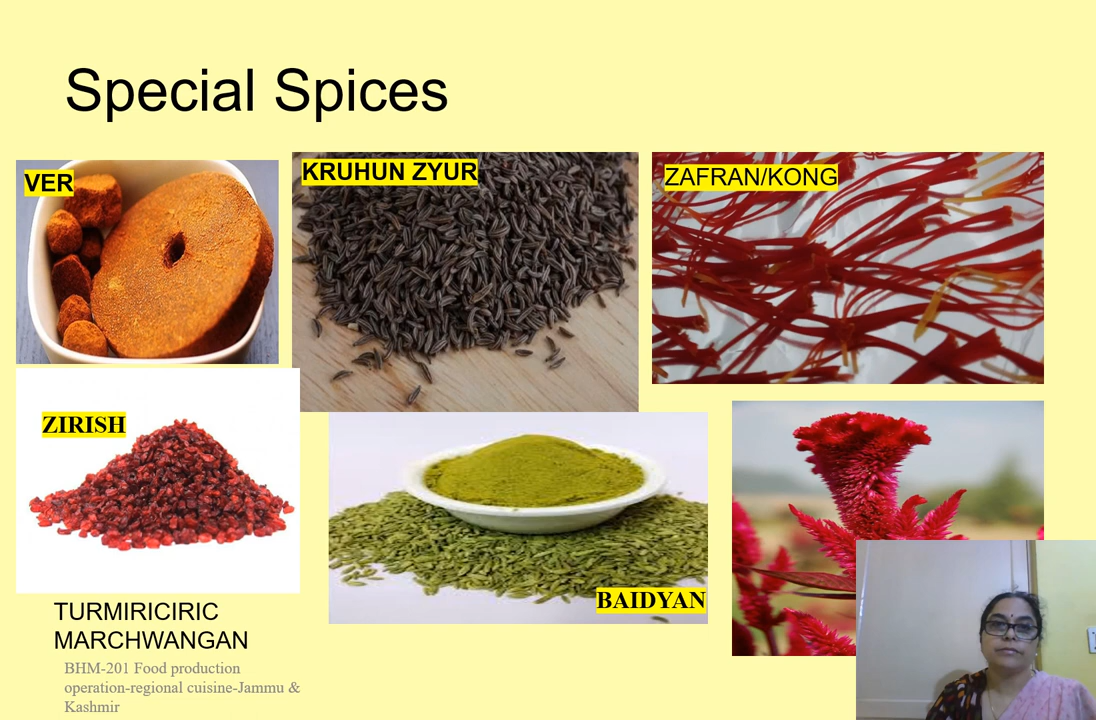 Special Spices
VER
KRUHUN ZYUR
ZAFRAN/KONG
ZIRISH
BAIDYAN
TURMIRICIRIC
MARCHWANGAN
BHM-201 Food production
operation-regional cuisine-Jammu &
Kashmir